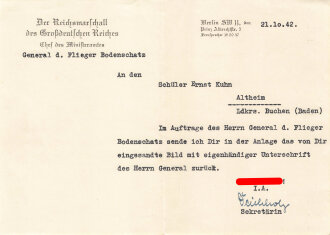 Der Reichsmarschall
des Großdeutschen Reiches
Chef des Ministeramtes
General d. Flieger Bodenschatz
Berlin SW 11, den
21.10.42.
An den
Schüler Ernst Kuhn
Altheim
Ldkrs. Buchen (Baden)
Im Auftrage des Herrn General d. Flieger
Bodenschatz sende ich Dir in der Anlage das von Dir
eingesandte Bild mit eigenhändiger Unterschrift
des Herrn General zurück.
I.A.
Sekretärin